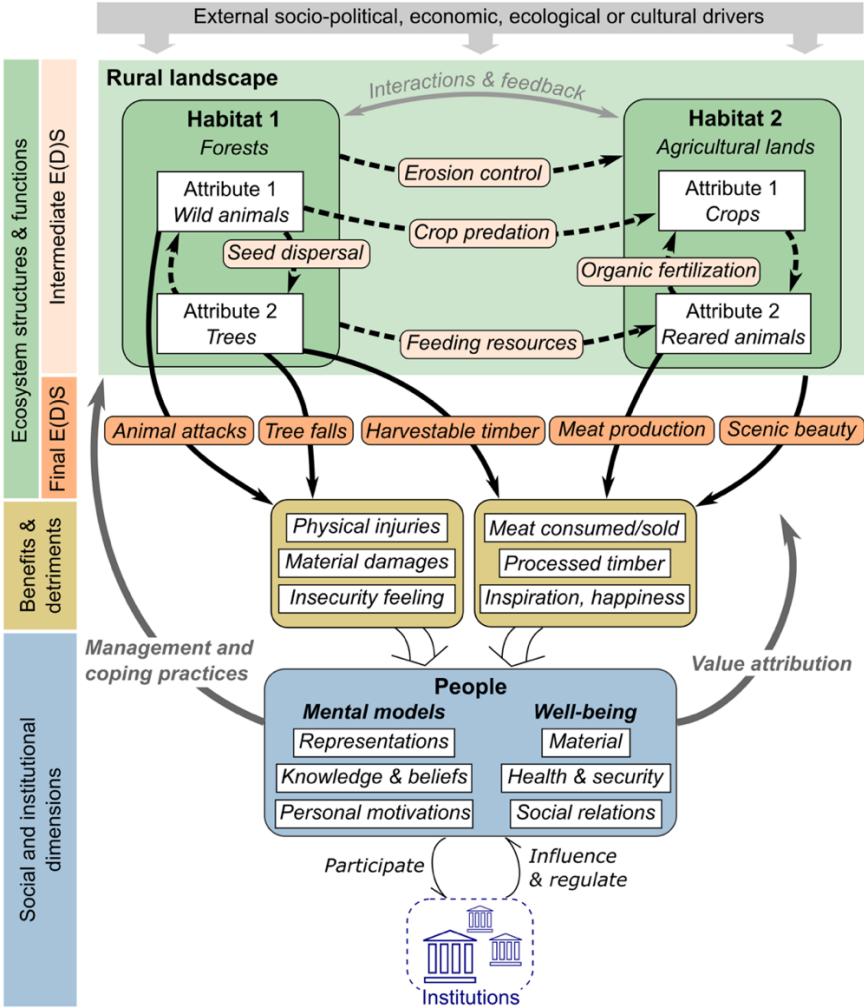 External socio-political, economic, ecological or cultural drivers
Ecosystem structures & functions
Intermediate E(D)S
Final E(D)S
Benefits &
detriments
Social and institutional
dimensions
Rural landscape
Interactions & feedback
Habitat 1
Forests
Attribute 1
Wild animals
Seed dispersal
Attribute 2
Trees
Erosion control
Crop predation
Feeding resources
Habitat 2
Agricultural lands
Attribute 1
Crops
Organic fertilization
Attribute 2
Reared animals
Animal attacks
Tree falls
Harvestable timber
Meat production
Scenic beauty
Physical injuries
Material damages
Insecurity feeling
Meat consumed/sold
Processed timber
Inspiration, happiness
Management and
coping practices
Value attribution
People
Mental models
Representations
Knowledge & beliefs
Personal motivations
Well-being
Material
Health & security
Social relations
Participate
Influence
& regulate
Institutions